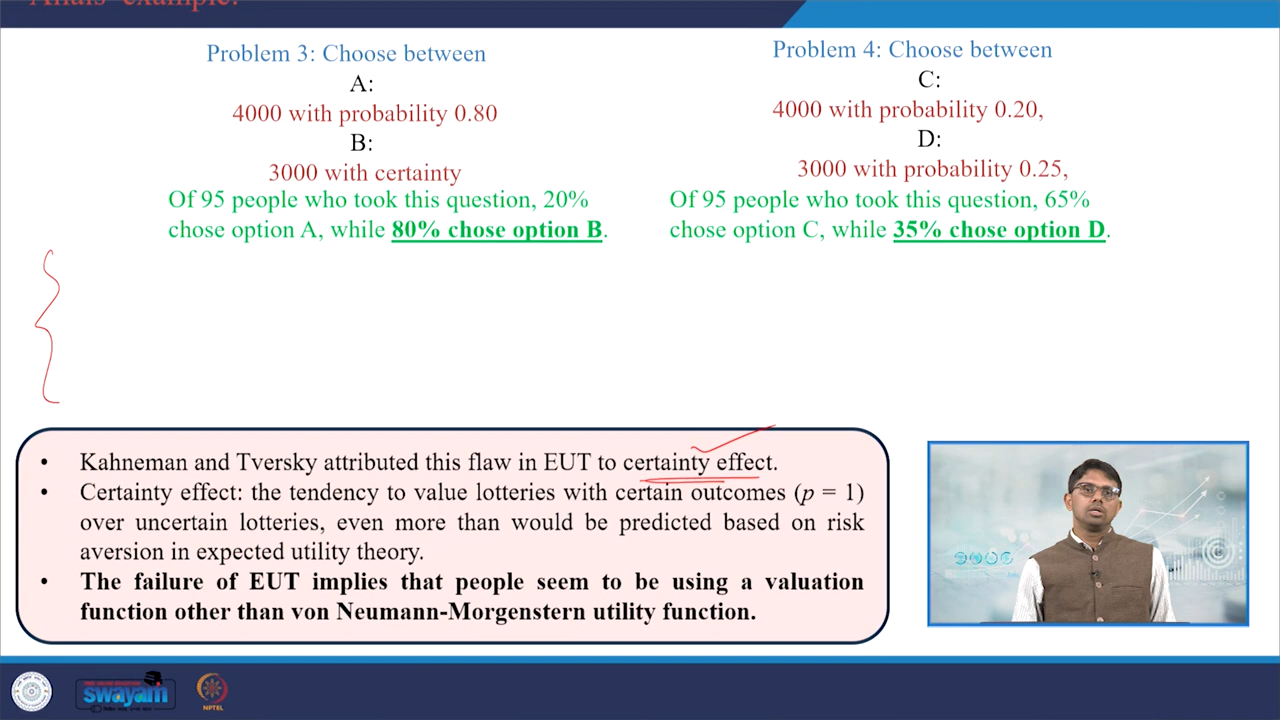 Problem 3: Choose between
A:
4000 with probability 0.80
B:
3000 with certainty
Of 95 people who took this question, 20%
chose option A, while 80% chose option B.
Problem 4: Choose between
C:
4000 with probability 0.20,
D:
3000 with probability 0.25,
Of 95 people who took this question, 65%
chose option C, while 35% chose option D.
• Kahneman and Tversky attributed this flaw in EUT to certainty effect.
• Certainty effect: the tendency to value lotteries with certain outcomes (p = 1)
over uncertain lotteries, even more than would be predicted based on risk
aversion in expected utility theory.
• The failure of EUT implies that people seem to be using a valuation
function other than von Neumann-Morgenstern utility function.
swayam
NPTEL